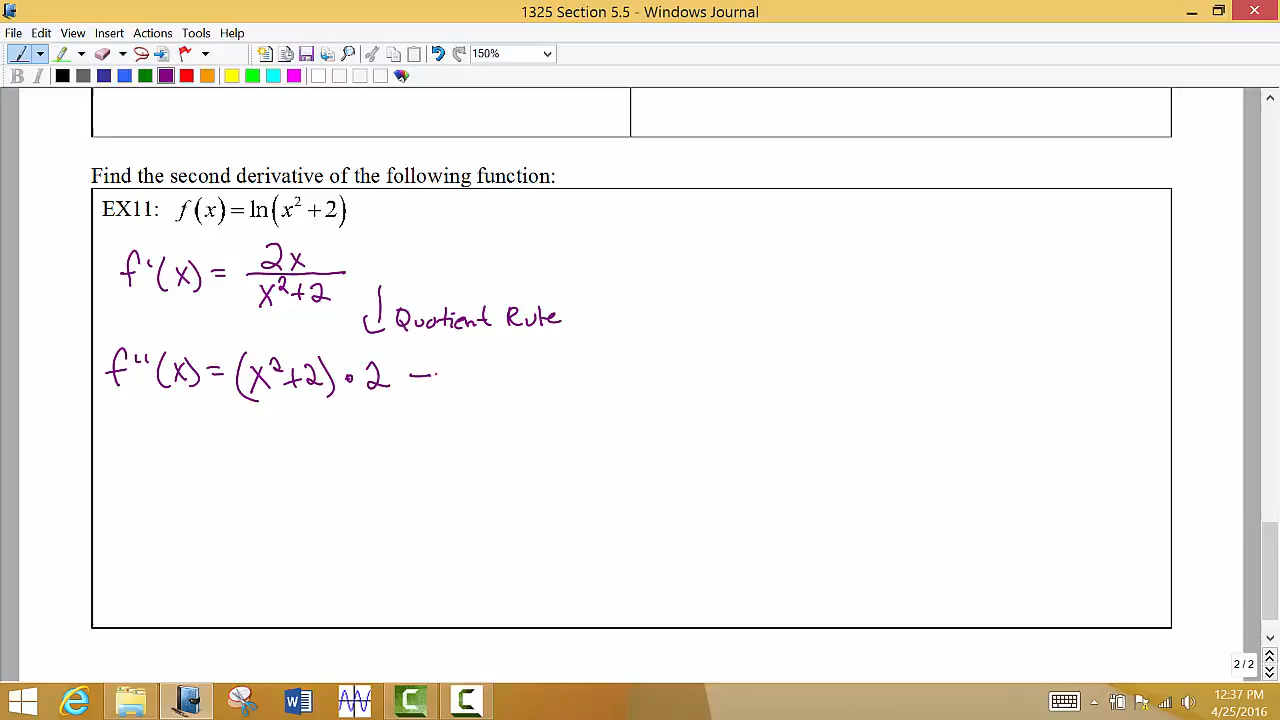 1325 Section 5.5 - Windows Journal
File Edit View Insert Actions Tools Help
150%
B I
Find the second derivative of the following function:
EX11: f(x) = ln(x² + 2)
f'(x) = 2x / x²+2
Quotient Rule
f''(x) = (x²+2) • 2 −
2 / 2
12:37 PM
4/25/2016